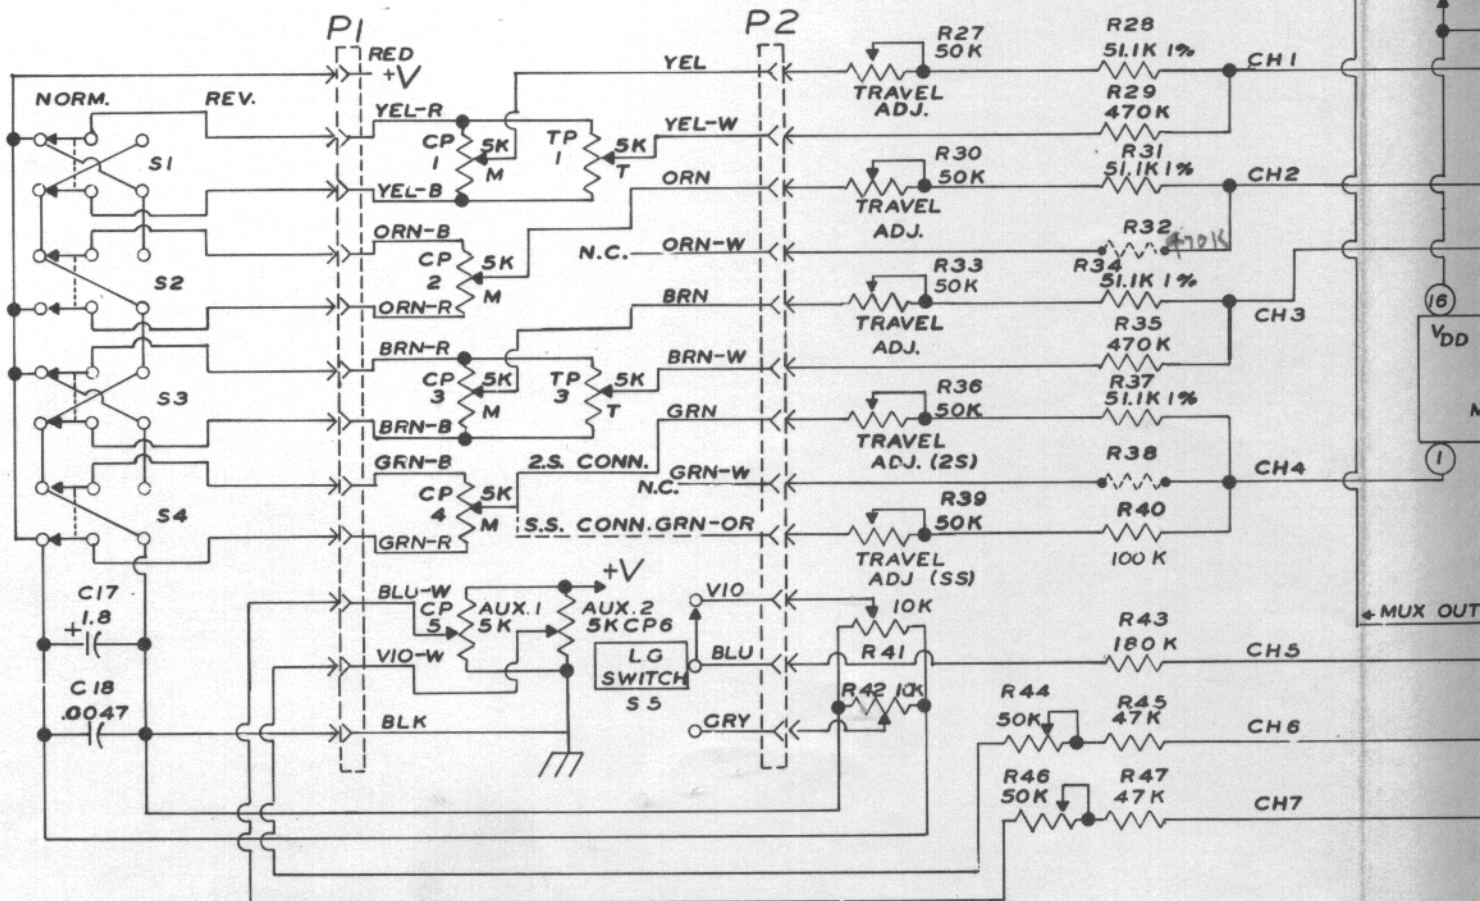 P1
P2
RED
+V
NORM.
REV.
S1
S2
S3
S4
YEL-R
YEL-B
ORN-B
ORN-R
BRN-R
BRN-B
GRN-B
GRN-R
BLU-W
VIO-W
BLK
CP
1
5K
M
TP
1
5K
T
CP
2
5K
M
CP
3
5K
M
TP
3
5K
T
CP
4
5K
M
CP
5
AUX.1
5K
AUX.2
5K CP6
+V
C17
+ 1.8
C18
.0047
YEL
YEL-W
ORN
N.C. ORN-W
BRN
BRN-W
GRN
2.S. CONN.
GRN-W
N.C.
S.S. CONN. GRN-OR
VIO
BLU
GRY
LG
SWITCH
S5
R27
50K
TRAVEL
ADJ.
R28
51.1K 1%
CH1
R29
470K
R30
50K
TRAVEL
ADJ.
R31
51.1K 1%
CH2
R32
470K
R33
50K
TRAVEL
ADJ.
R34
51.1K 1%
CH3
R35
470K
R36
50K
TRAVEL
ADJ. (2S)
R37
51.1K 1%
R38
CH4
R39
50K
TRAVEL
ADJ (SS)
R40
100K
10K
R41
R42 10K
R43
180K
CH5
R44
50K
R45
47K
CH6
R46
50K
R47
47K
CH7
16
VDD
M
1
MUX OUT